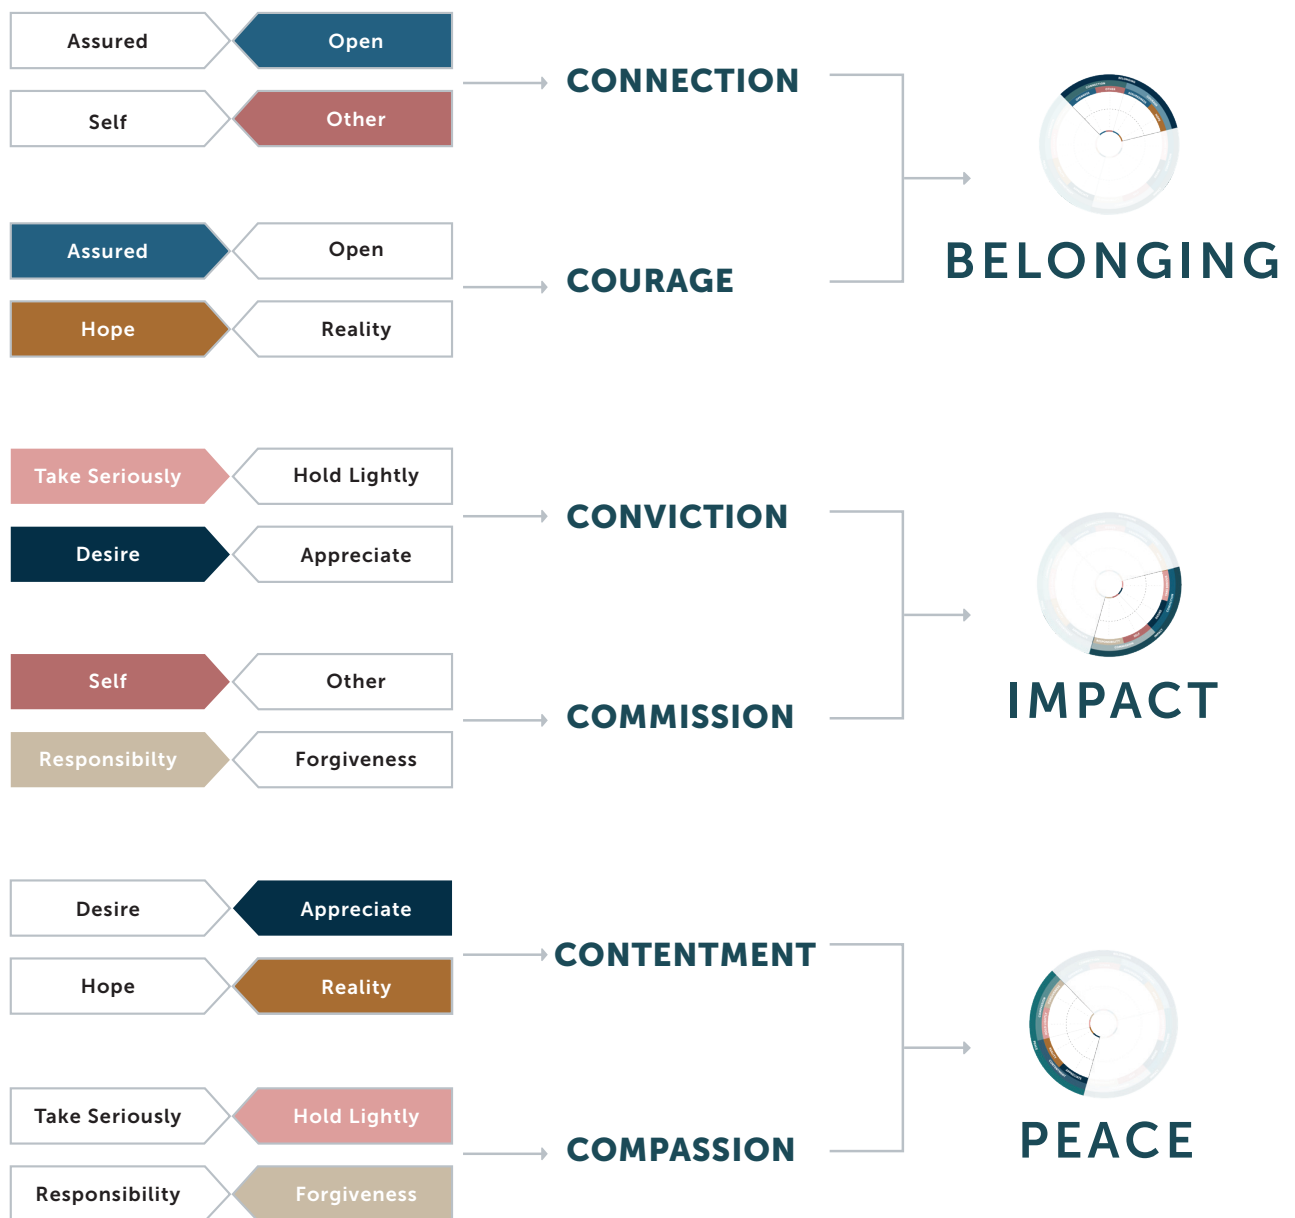 Assured
Open
Self
Other
CONNECTION
Assured
Open
Hope
Reality
COURAGE
BELONGING
Take Seriously
Hold Lightly
Desire
Appreciate
CONVICTION
Self
Other
Responsibilty
Forgiveness
COMMISSION
IMPACT
Desire
Appreciate
Hope
Reality
CONTENTMENT
Take Seriously
Hold Lightly
Responsibility
Forgiveness
COMPASSION
PEACE